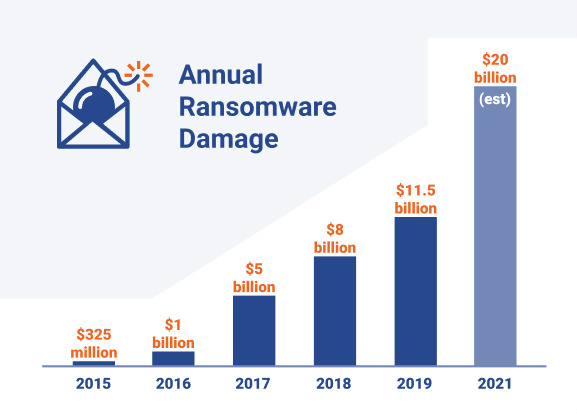 Annual
Ransomware
Damage
$325
million
$1
billion
$5
billion
$8
billion
$11.5
billion
$20
billion
(est)
2015
2016
2017
2018
2019
2021